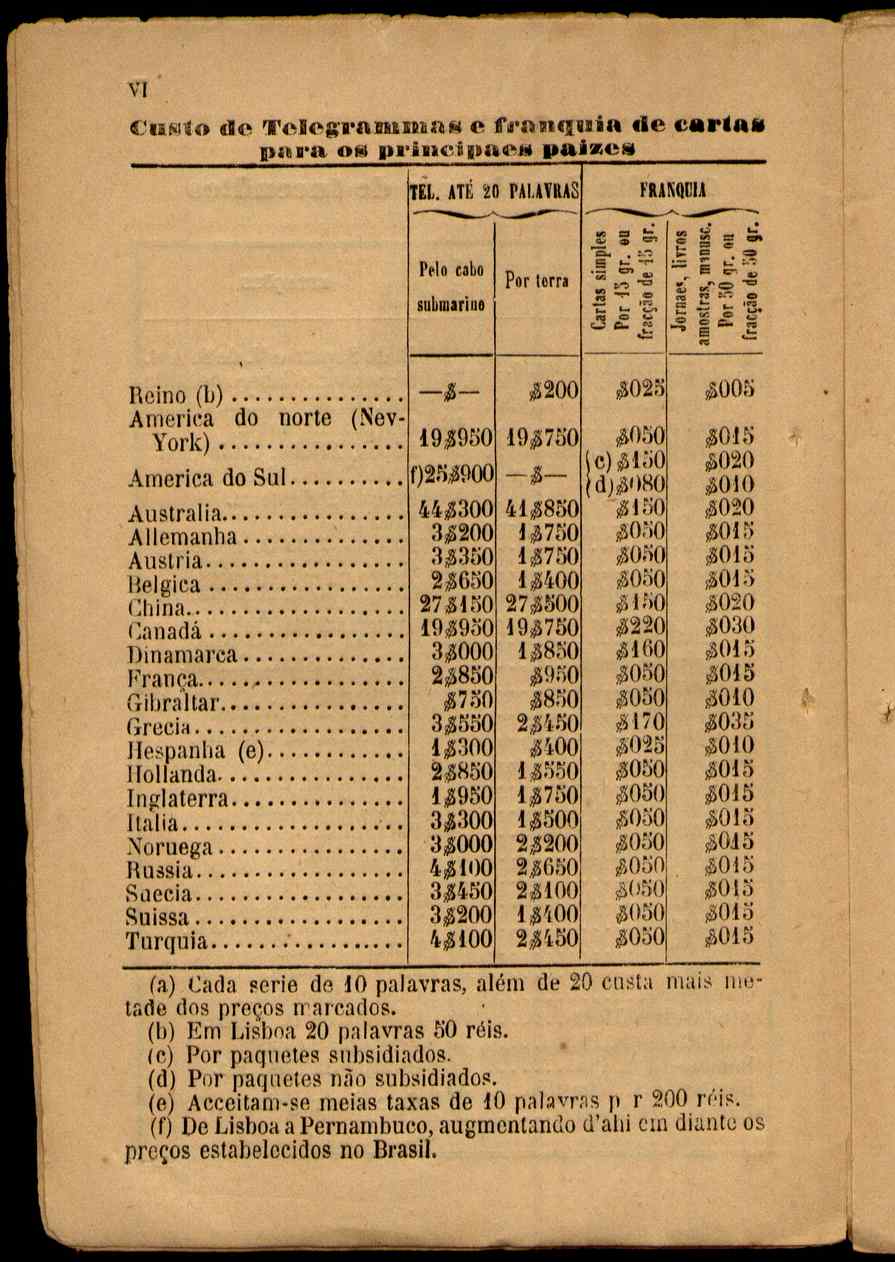 VI
Custo de Telegrammas e franquia de cartas
para os principaes paizes
TEL. ATÉ 20 PALAVRAS FRANQUIA
Pelo cabo submarino Por terra Cartas simples Por 15 gr. ou fracção de 15 gr. Jornaes, livros amostras, manusc. Por 50 gr. ou fracção de 50 gr.
Reino (b) ............... —$— $200 $025 $005
America do norte (Nev-
York) ................ 19$950 19$750 $050 $015
America do Sul.......... f)25$900 —$— (c) $150 $020
(d) $080 $010
Australia................ 44$300 41$850 $150 $020
Allemanha .............. 3$200 1$750 $050 $015
Austria................. 3$350 1$750 $050 $015
Belgica ................. 2$650 1$400 $050 $015
China.................. 27$150 27$500 $150 $020
Canadá ................. 19$950 19$750 $220 $030
Dinamarca .............. 3$000 1$850 $160 $015
França.................. 2$850 $950 $050 $015
Gibraltar................ $750 $850 $050 $010
Grecia.................. 3$550 2$450 $170 $035
Hespanha (e)............ 1$300 $400 $025 $010
Hollanda................ 2$850 1$550 $050 $015
Inglaterra............... 1$950 1$750 $050 $015
Italia................... 3$300 1$500 $050 $015
Noruega ................ 3$000 2$200 $050 $015
Russia.................. 4$100 2$650 $050 $015
Suecia.................. 3$450 2$100 $050 $015
Suissa .................. 3$200 1$400 $050 $015
Turquia................. 4$100 2$450 $050 $015
(a) Cada serie de 10 palavras, além de 20 custa mais me-
tade dos preços marcados.
(b) Em Lisboa 20 palavras 50 réis.
(c) Por paquetes subsidiados.
(d) Por paquetes não subsidiados.
(e) Acceitam-se meias taxas de 10 palavras p r 200 réis.
(f) De Lisboa a Pernambuco, augmentando d'ahi em diante os
preços estabelecidos no Brasil.